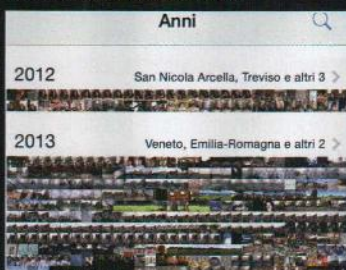 Anni
2012 San Nicola Arcella, Treviso e altri 3 >
2013 Veneto, Emilia-Romagna e altri 2 >